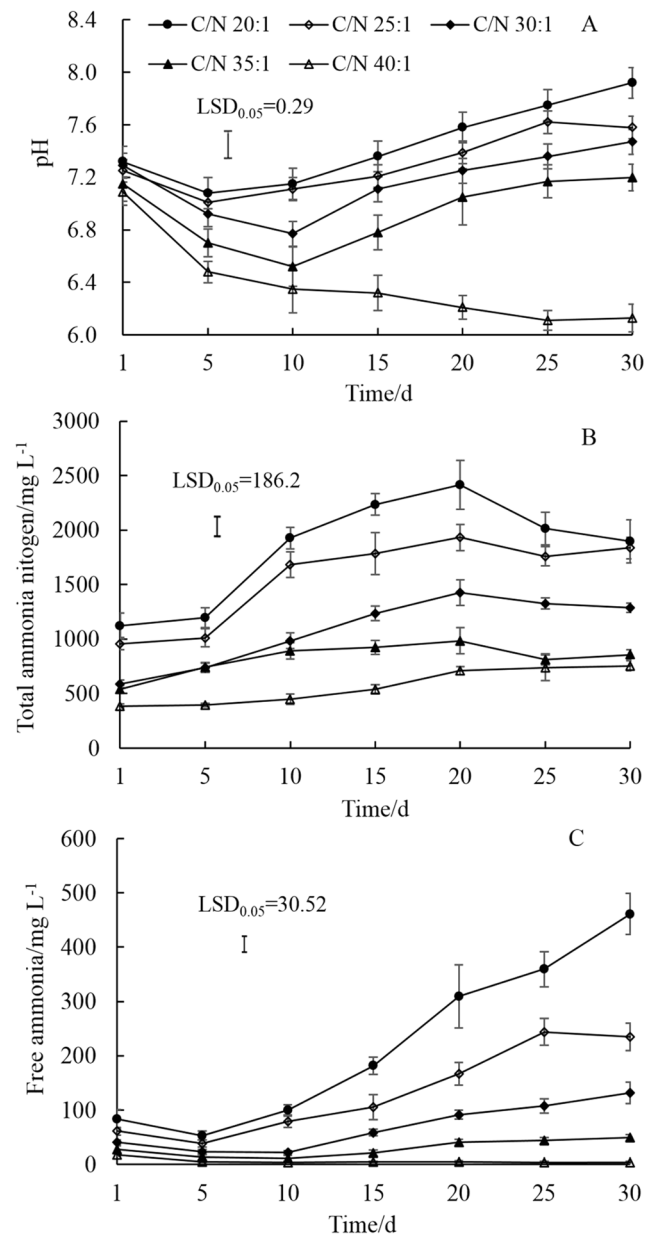 C/N 20:1 C/N 25:1 C/N 30:1 A
C/N 35:1 C/N 40:1
8.4
8.0
7.6
7.2
6.8
6.4
6.0
pH
LSD0.05=0.29
1 5 10 15 20 25 30
Time/d
B
3000
2500
2000
1500
1000
500
0
Total ammonia nitogen/mg L-1
LSD0.05=186.2
1 5 10 15 20 25 30
Time/d
C
600
500
400
300
200
100
0
Free ammonia/mg L-1
LSD0.05=30.52
1 5 10 15 20 25 30
Time/d